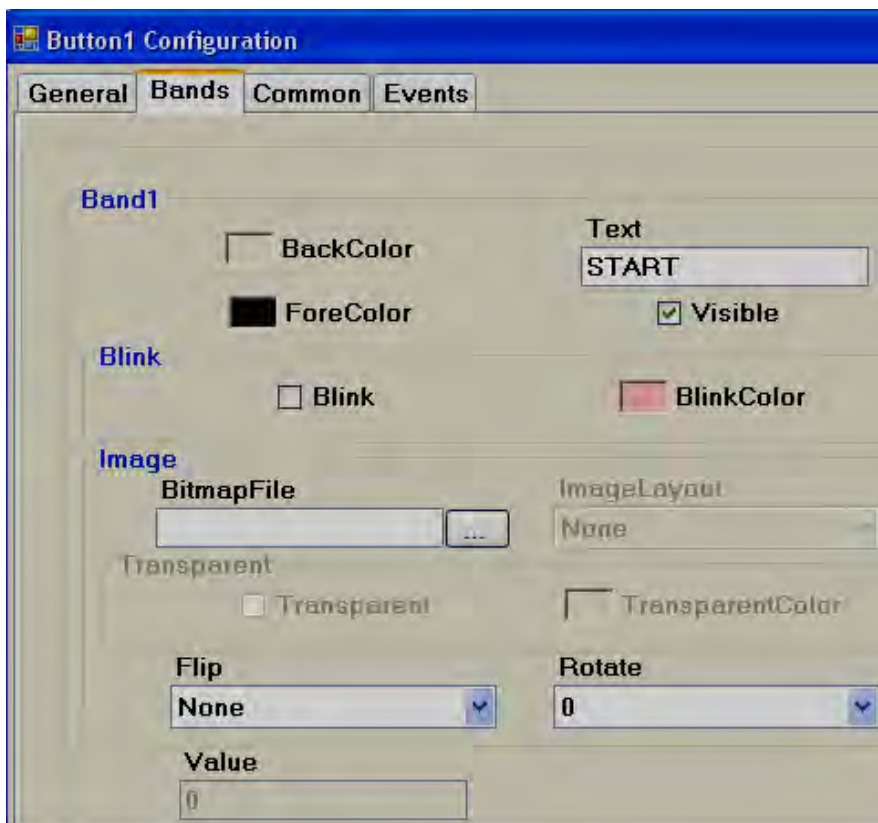 Button1 Configuration
General Bands Common Events
Band1
BackColor
Text
START
ForeColor
Visible
Blink
Blink
BlinkColor
Image
BitmapFile
ImageLayout
...
None
Transparent
Transparent
TransparentColor
Flip
Rotate
None
0
Value
0